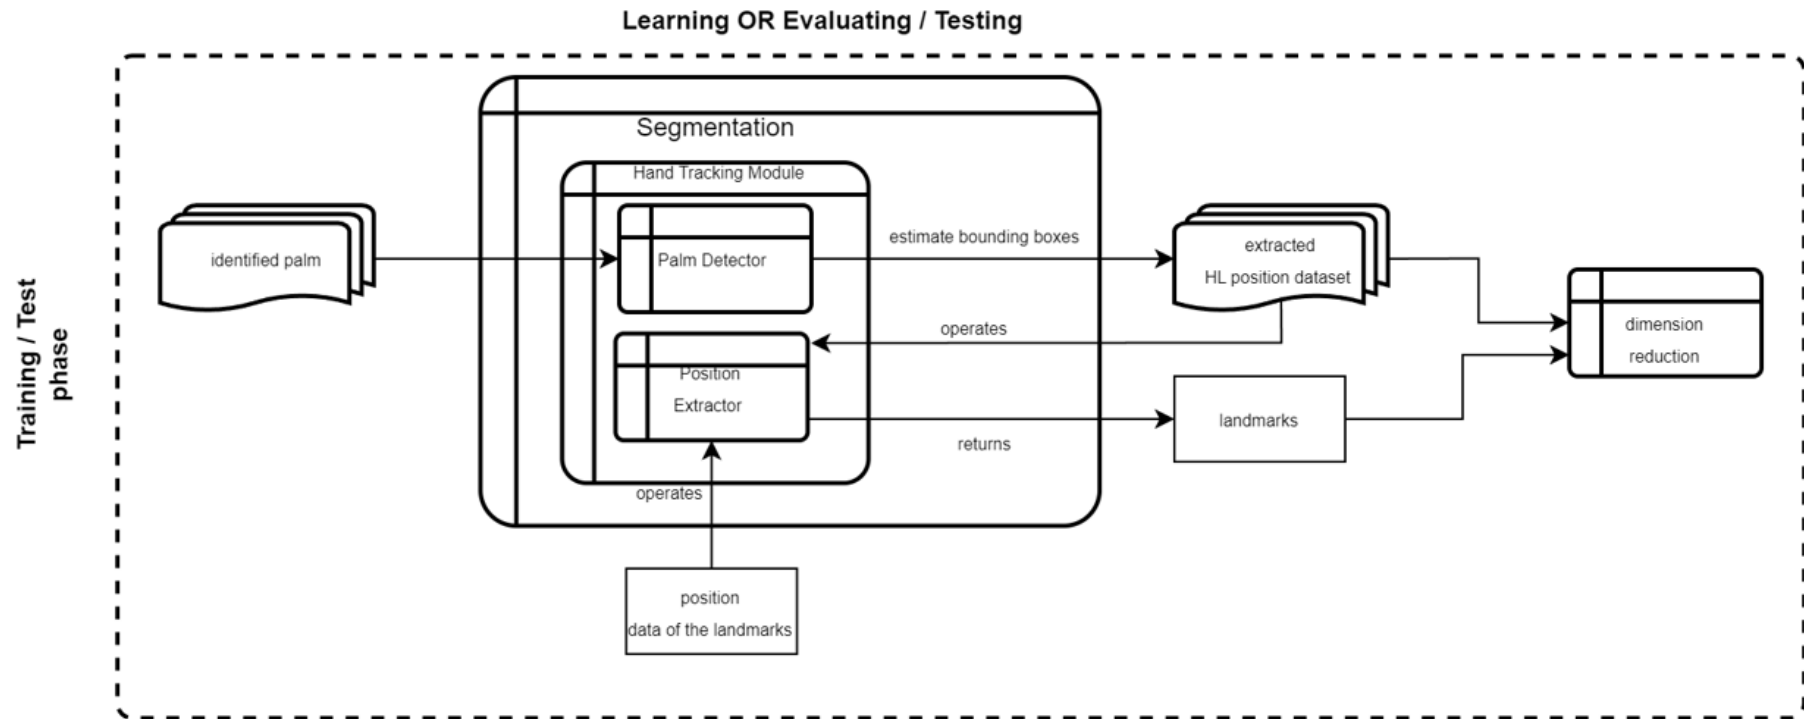 Learning OR Evaluating / Testing
Training / Test
phase
Segmentation
Hand Tracking Module
identified palm
Palm Detector
estimate bounding boxes
extracted
HL position dataset
operates
dimension
reduction
Position
Extractor
returns
landmarks
operates
position
data of the landmarks